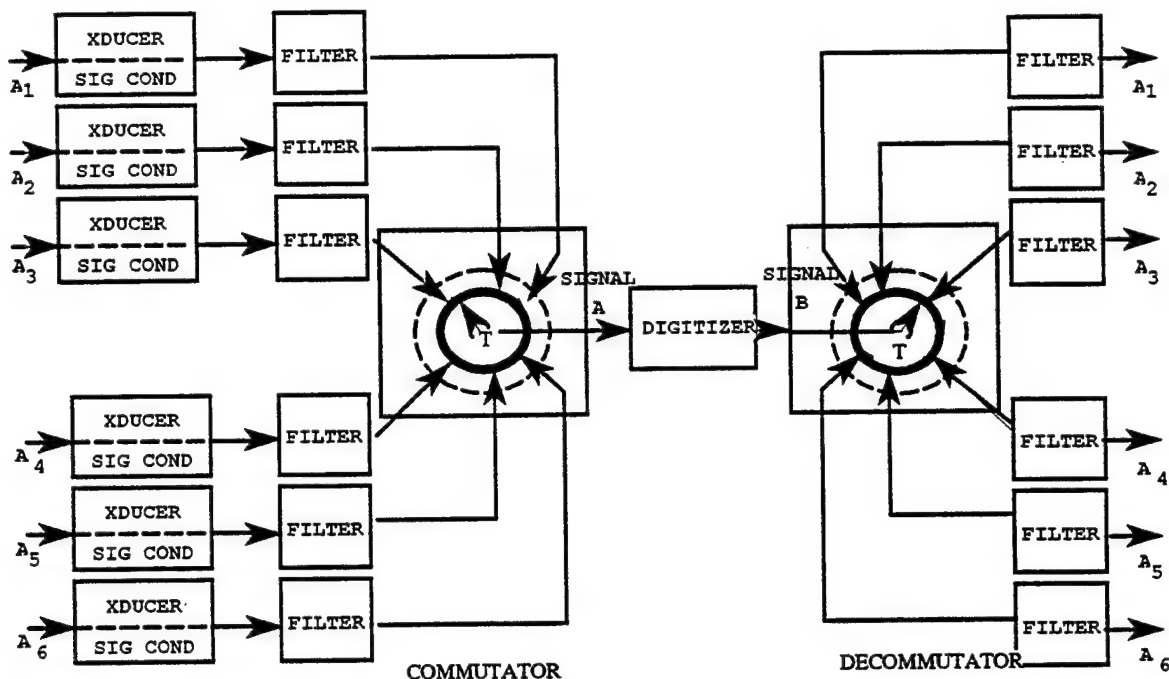 XDUCER
SIG COND
FILTER
A1
XDUCER
SIG COND
FILTER
A2
XDUCER
SIG COND
FILTER
A3
XDUCER
SIG COND
FILTER
A4
XDUCER
SIG COND
FILTER
A5
XDUCER
SIG COND
FILTER
A6
T
COMMUTATOR
SIGNAL
A
DIGITIZER
SIGNAL
B
T
DECOMMUTATOR
FILTER
A1
FILTER
A2
FILTER
A3
FILTER
A4
FILTER
A5
FILTER
A6